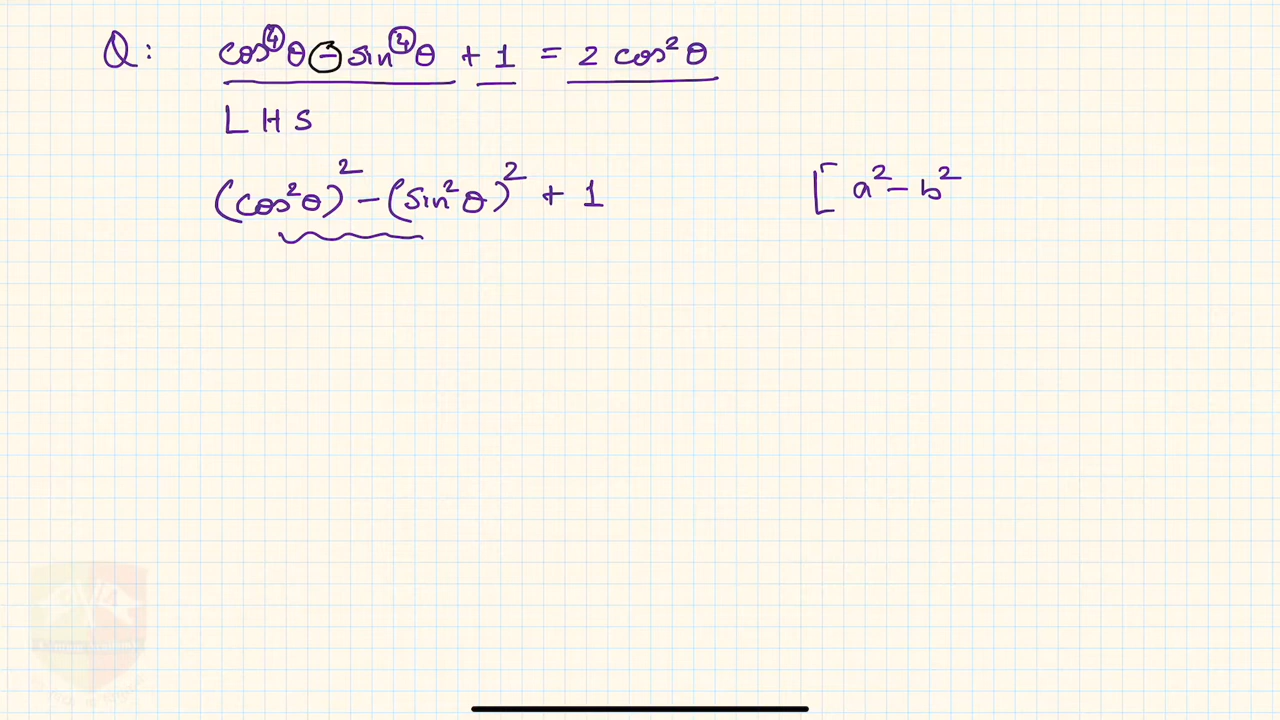 Q: cos⁴θ - sin⁴θ + 1 = 2 cos²θ
LHS
(cos²θ)² - (sin²θ)² + 1 [a² - b²